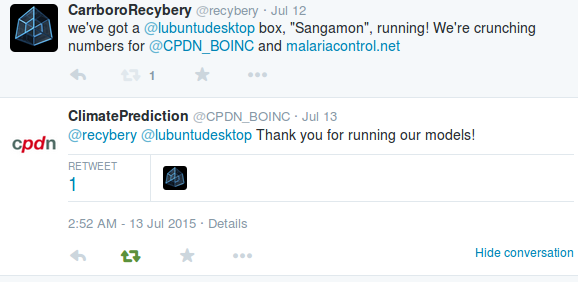 CarrboroRecybery @recybery · Jul 12
we've got a @lubuntudesktop box, "Sangamon", running! We're crunching
numbers for @CPDN_BOINC and malariacontrol.net
1
ClimatePrediction @CPDN_BOINC · Jul 13
cpdn
@recybery @lubuntudesktop Thank you for running our models!
RETWEET
1
2:52 AM - 13 Jul 2015 · Details
Hide conversation